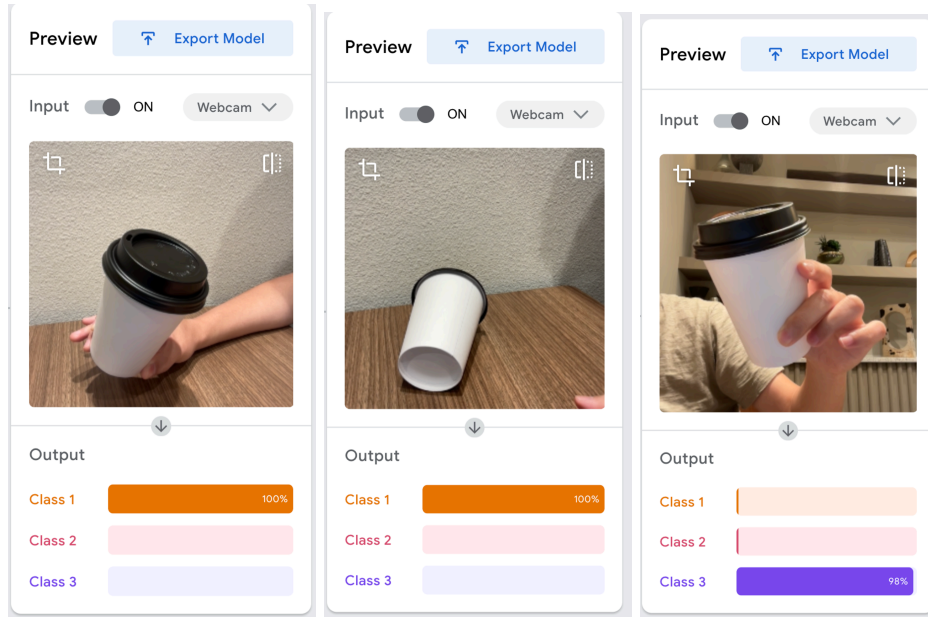 Preview
Export Model
Input
ON
Webcam
Output
Class 1
100%
Class 2
Class 3
Preview
Export Model
Input
ON
Webcam
Output
Class 1
100%
Class 2
Class 3
Preview
Export Model
Input
ON
Webcam
Output
Class 1
Class 2
Class 3
98%